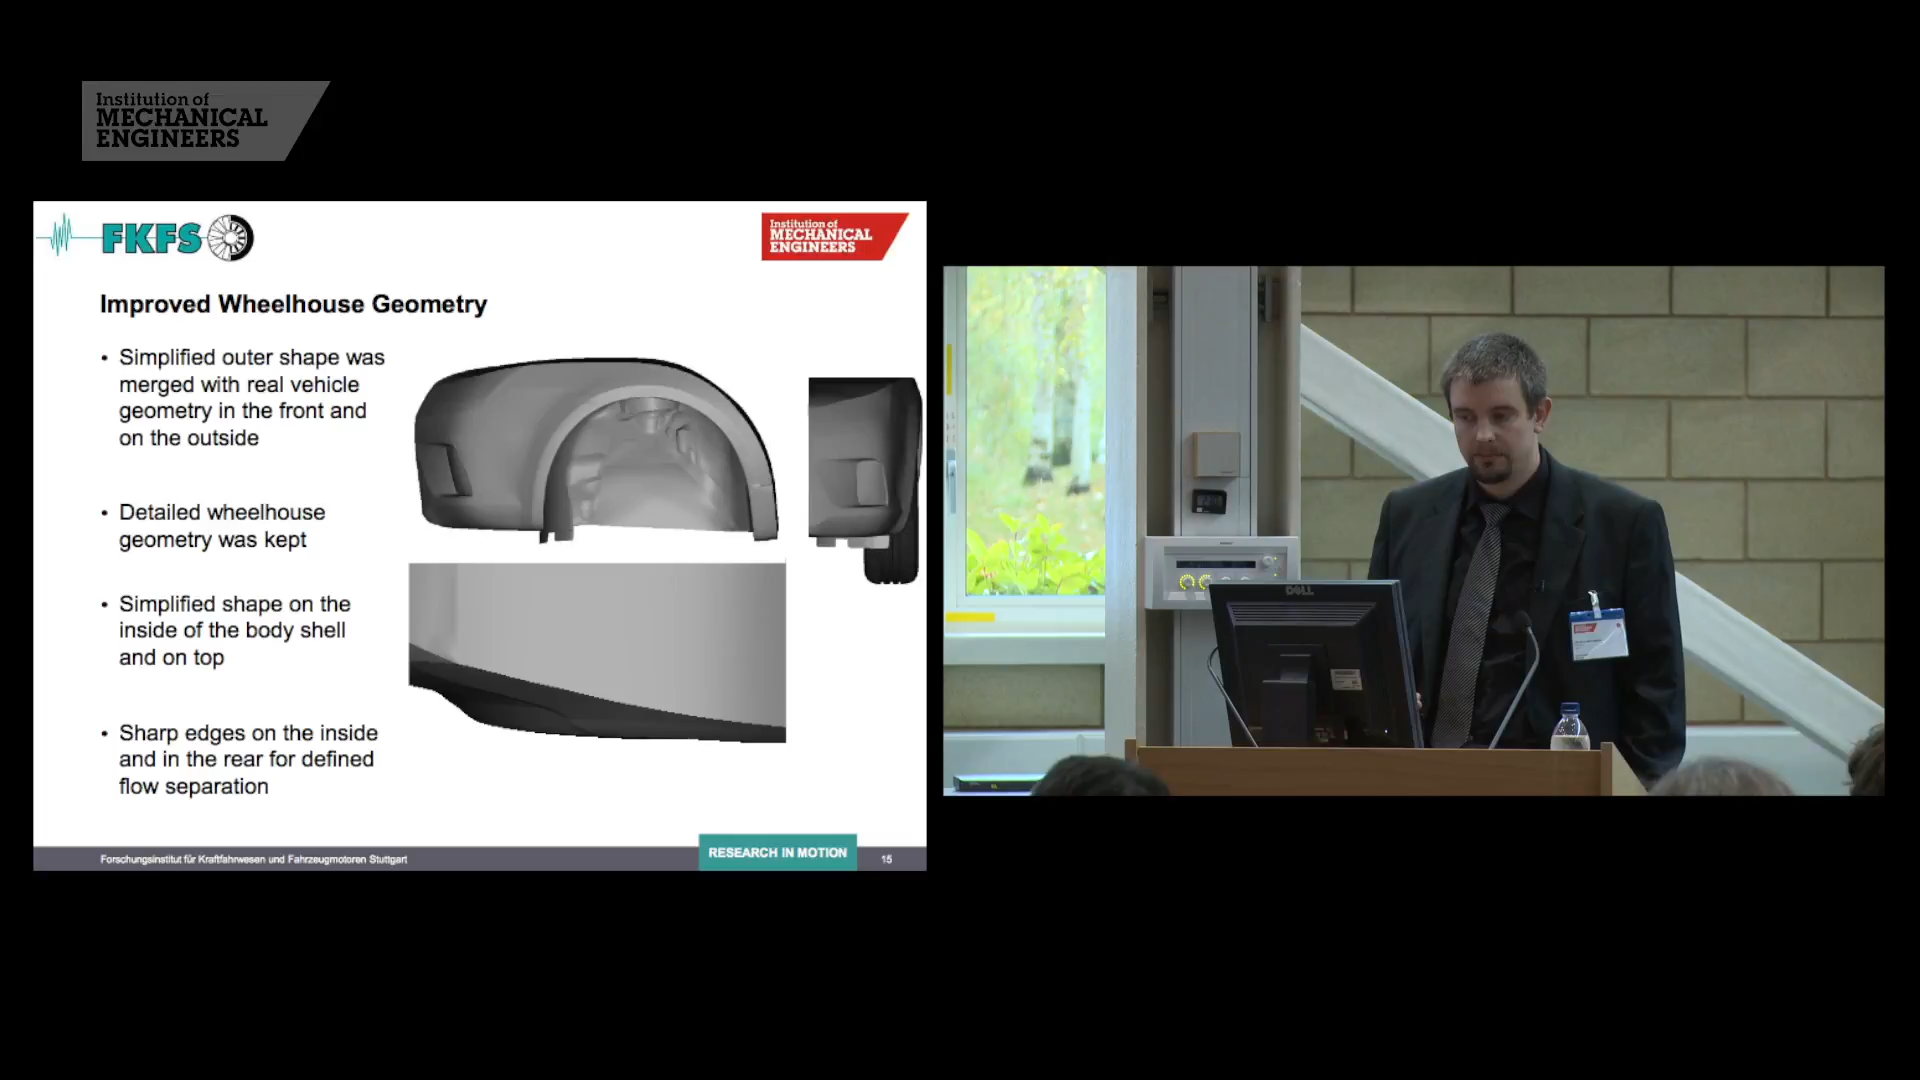 Institution of
MECHANICAL
ENGINEERS
FKFS
Institution of
MECHANICAL
ENGINEERS
Improved Wheelhouse Geometry
• Simplified outer shape was
merged with real vehicle
geometry in the front and
on the outside
• Detailed wheelhouse
geometry was kept
• Simplified shape on the
inside of the body shell
and on top
• Sharp edges on the inside
and in the rear for defined
flow separation
Forschungsinstitut für Kraftfahrwesen und Fahrzeugmotoren Stuttgart
RESEARCH IN MOTION
15
DELL